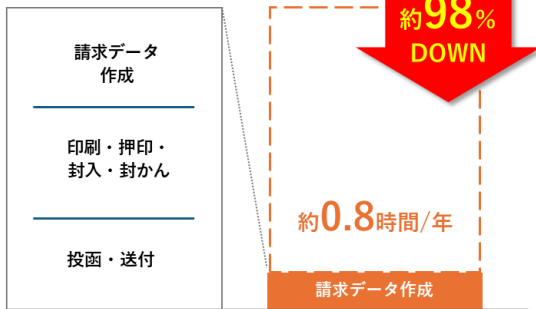 請求データ
作成
印刷・押印・
封入・封かん
投函・送付
約98%
DOWN
約0.8時間/年
請求データ作成